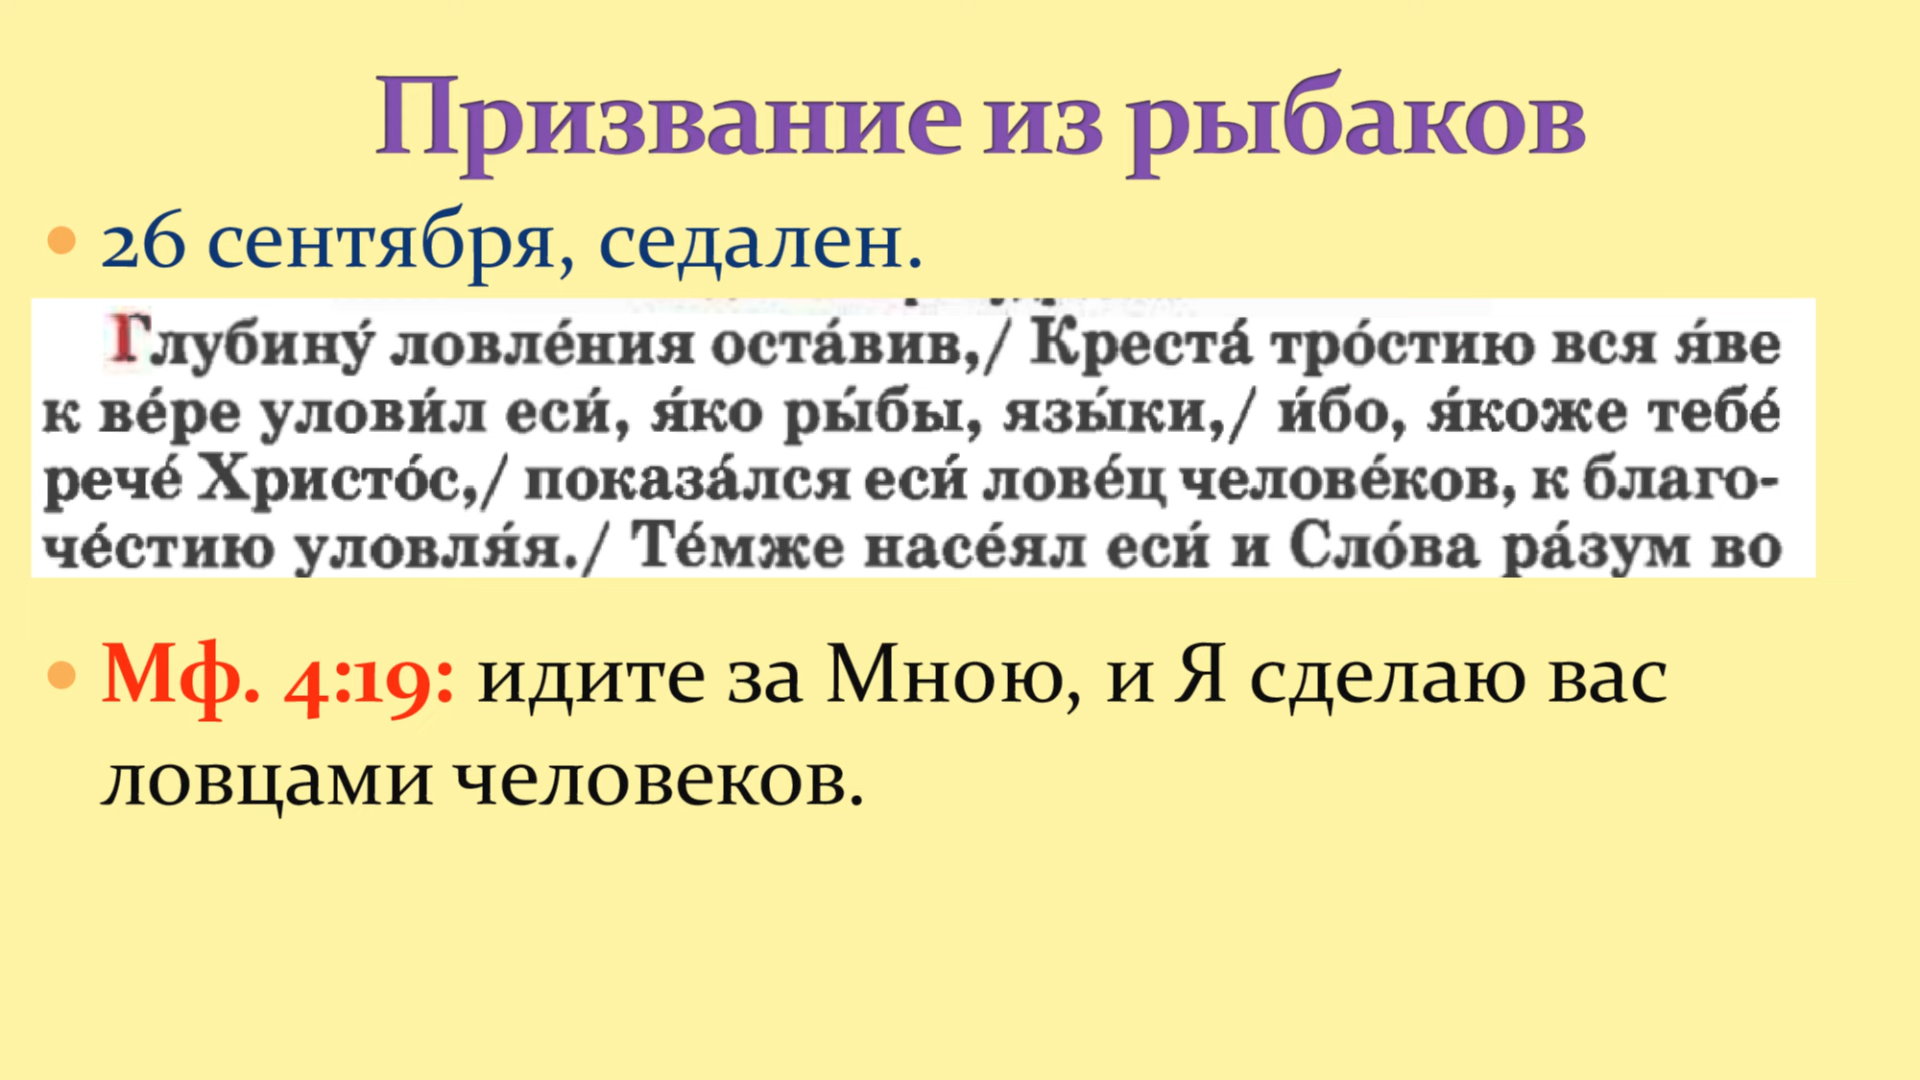 Призвание из рыбаков
26 сентября, седален.
Глубину́ ловле́ния оста́вив,/ Креста́ тро́стию вся я́ве
к ве́ре улови́л еси́, я́ко ры́бы, язы́ки,/ и́бо, я́коже тебе́
рече́ Христо́с,/ показа́лся еси́ лове́ц челове́ков, к благо-
че́стию уловля́я./ Те́мже насе́ял еси́ и Сло́ва ра́зум во
Мф. 4:19: идите за Мною, и Я сделаю вас
ловцами человеков.